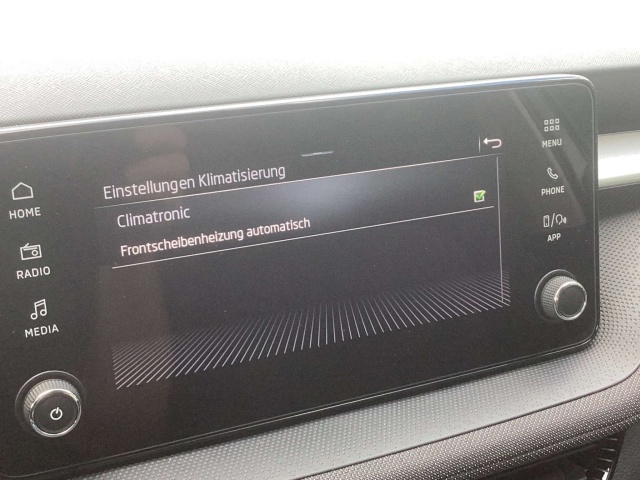 Einstellungen Klimatisierung
Climatronic
Frontscheibenheizung automatisch
HOME
RADIO
MEDIA
MENU
PHONE
APP